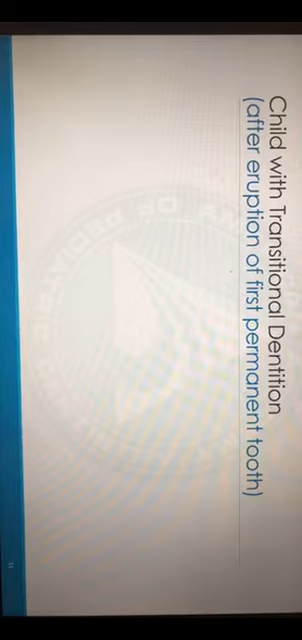 Child with Transitional Dentition
(after eruption of first permanent tooth)